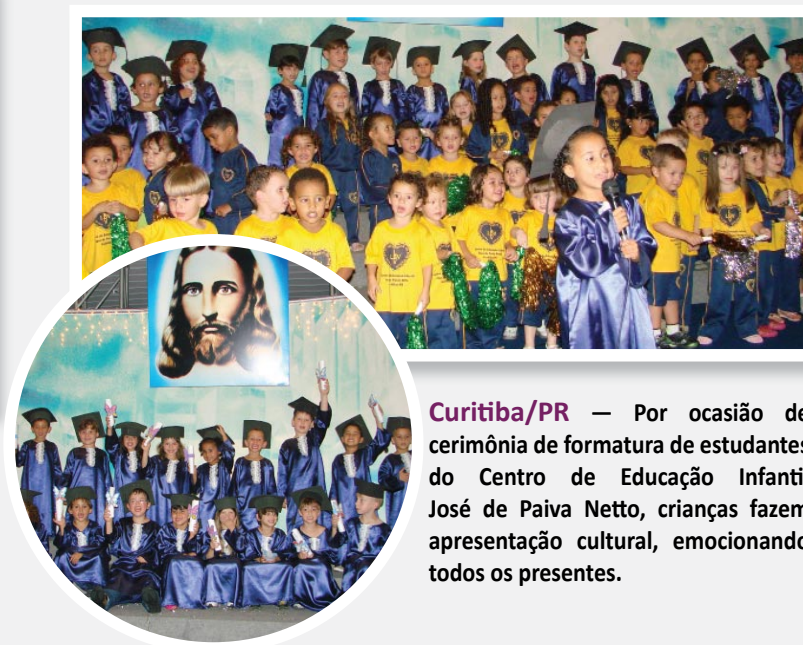 Curitiba/PR — Por ocasião de
cerimônia de formatura de estudantes
do Centro de Educação Infanti
José de Paiva Netto, crianças fazem
apresentação cultural, emocionando
todos os presentes.